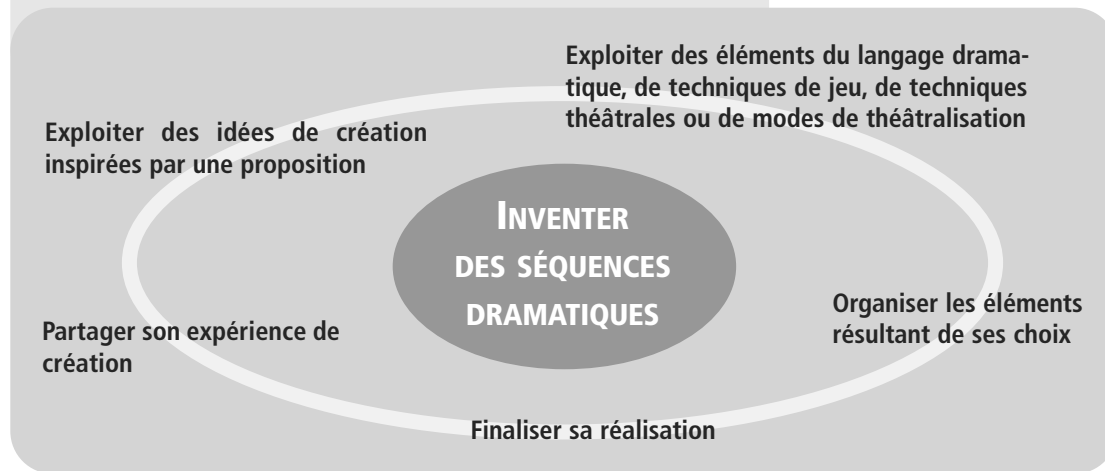 Exploiter des éléments du langage drama-
tique, de techniques de jeu, de techniques
théâtrales ou de modes de théâtralisation
Exploiter des idées de création
inspirées par une proposition
INVENTER
DES SÉQUENCES
DRAMATIQUES
Organiser les éléments
résultant de ses choix
Partager son expérience de
création
Finaliser sa réalisation